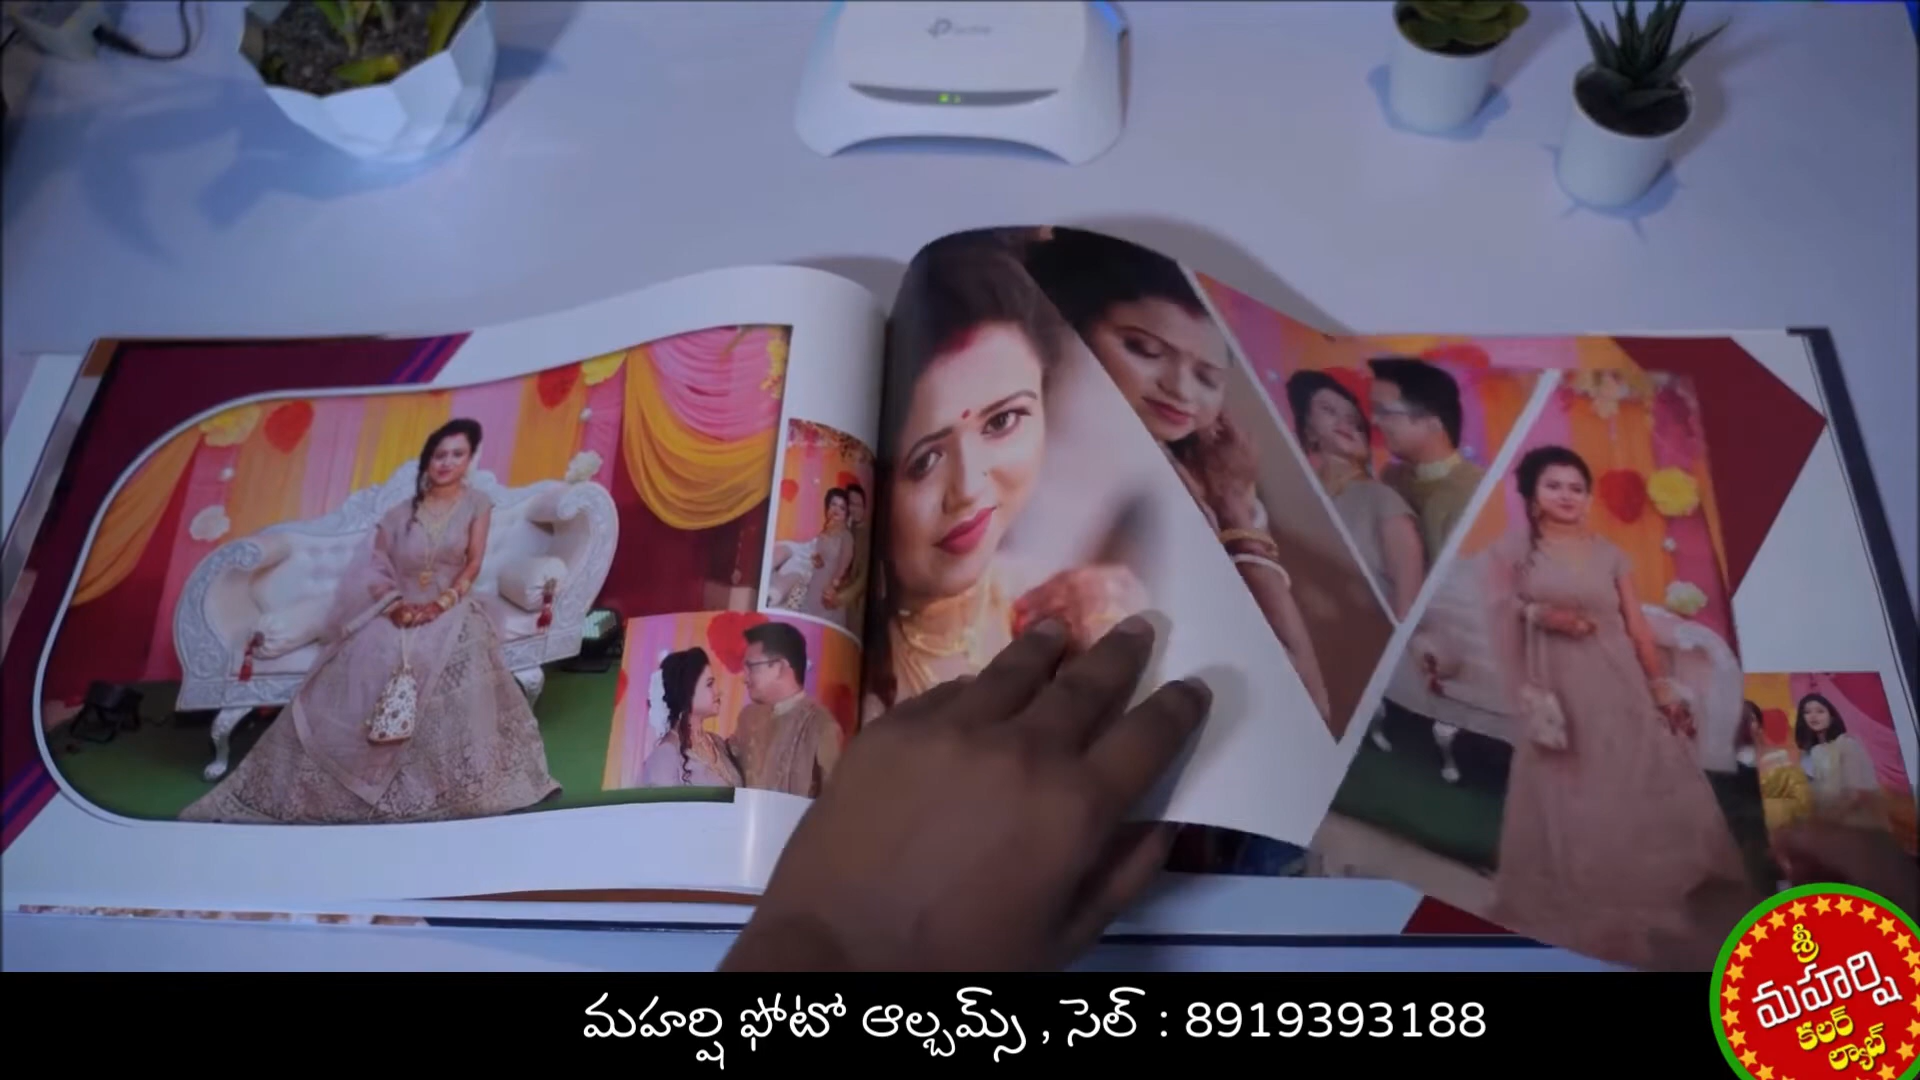 మహర్షి ఫోటో ఆల్బమ్స్ , సెల్ : 8919393188
శ్రీ
మహర్షి
కలర్
ల్యాబ్